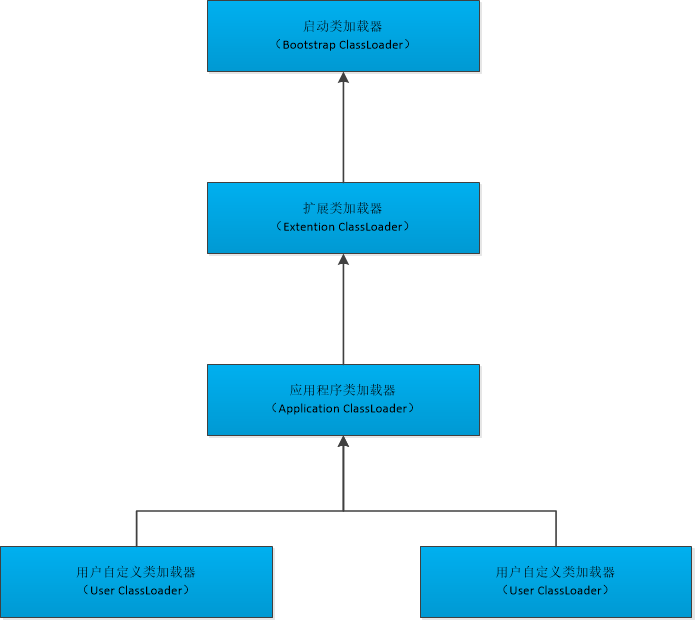 启动类加载器
（Bootstrap ClassLoader）
扩展类加载器
（Extention ClassLoader）
应用程序类加载器
（Application ClassLoader）
用户自定义类加载器
（User ClassLoader）
用户自定义类加载器
（User ClassLoader）